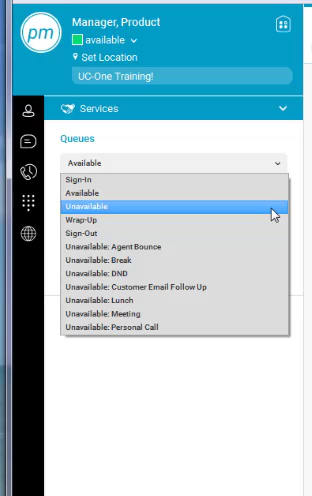 Manager, Product
pm
available
Set Location
UC-One Training!
Services
Queues
Available
Sign-In
Available
Unavailable
Wrap-Up
Sign-Out
Unavailable: Agent Bounce
Unavailable: Break
Unavailable: DND
Unavailable: Customer Email Follow Up
Unavailable: Lunch
Unavailable: Meeting
Unavailable: Personal Call